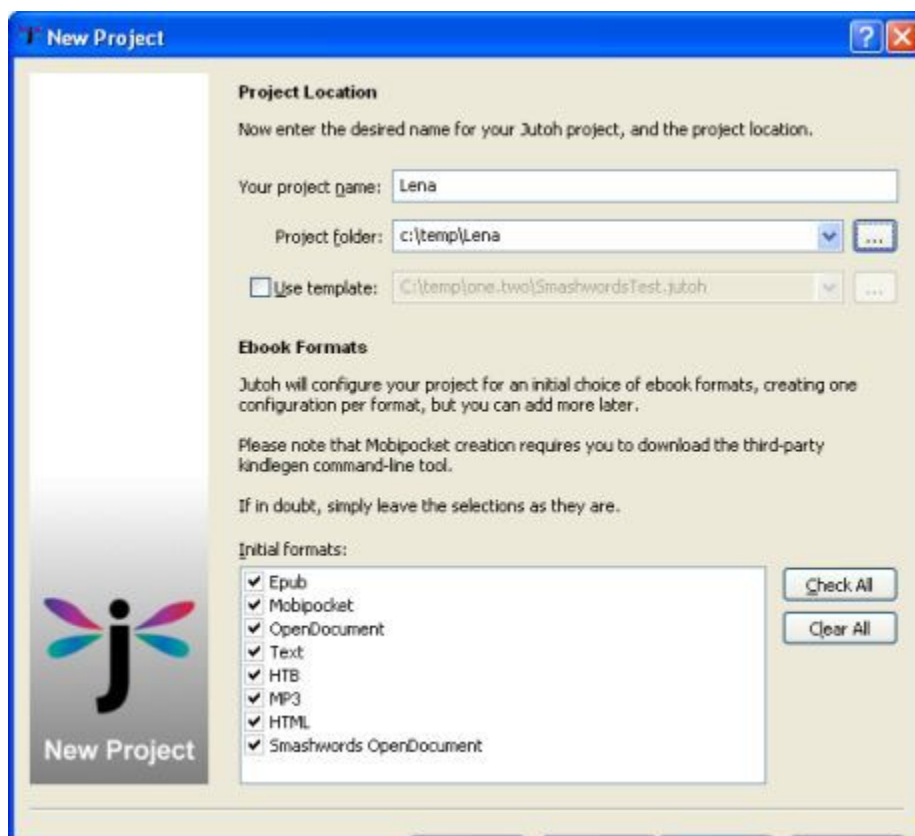 New Project
Project Location
Now enter the desired name for your Jutoh project, and the project location.
Your project name: Lena
Project folder: c:\temp\Lena ...
Use template: C:\temp\one.two\SmashwordsTest.jutoh ...
Ebook Formats
Jutoh will configure your project for an initial choice of ebook formats, creating one
configuration per format, but you can add more later.
Please note that Mobipocket creation requires you to download the third-party
kindlegen command-line tool.
If in doubt, simply leave the selections as they are.
Initial formats:
Epub
Mobipocket
OpenDocument
Text
HTB
MP3
HTML
Smashwords OpenDocument
Check All
Clear All
j
New Project